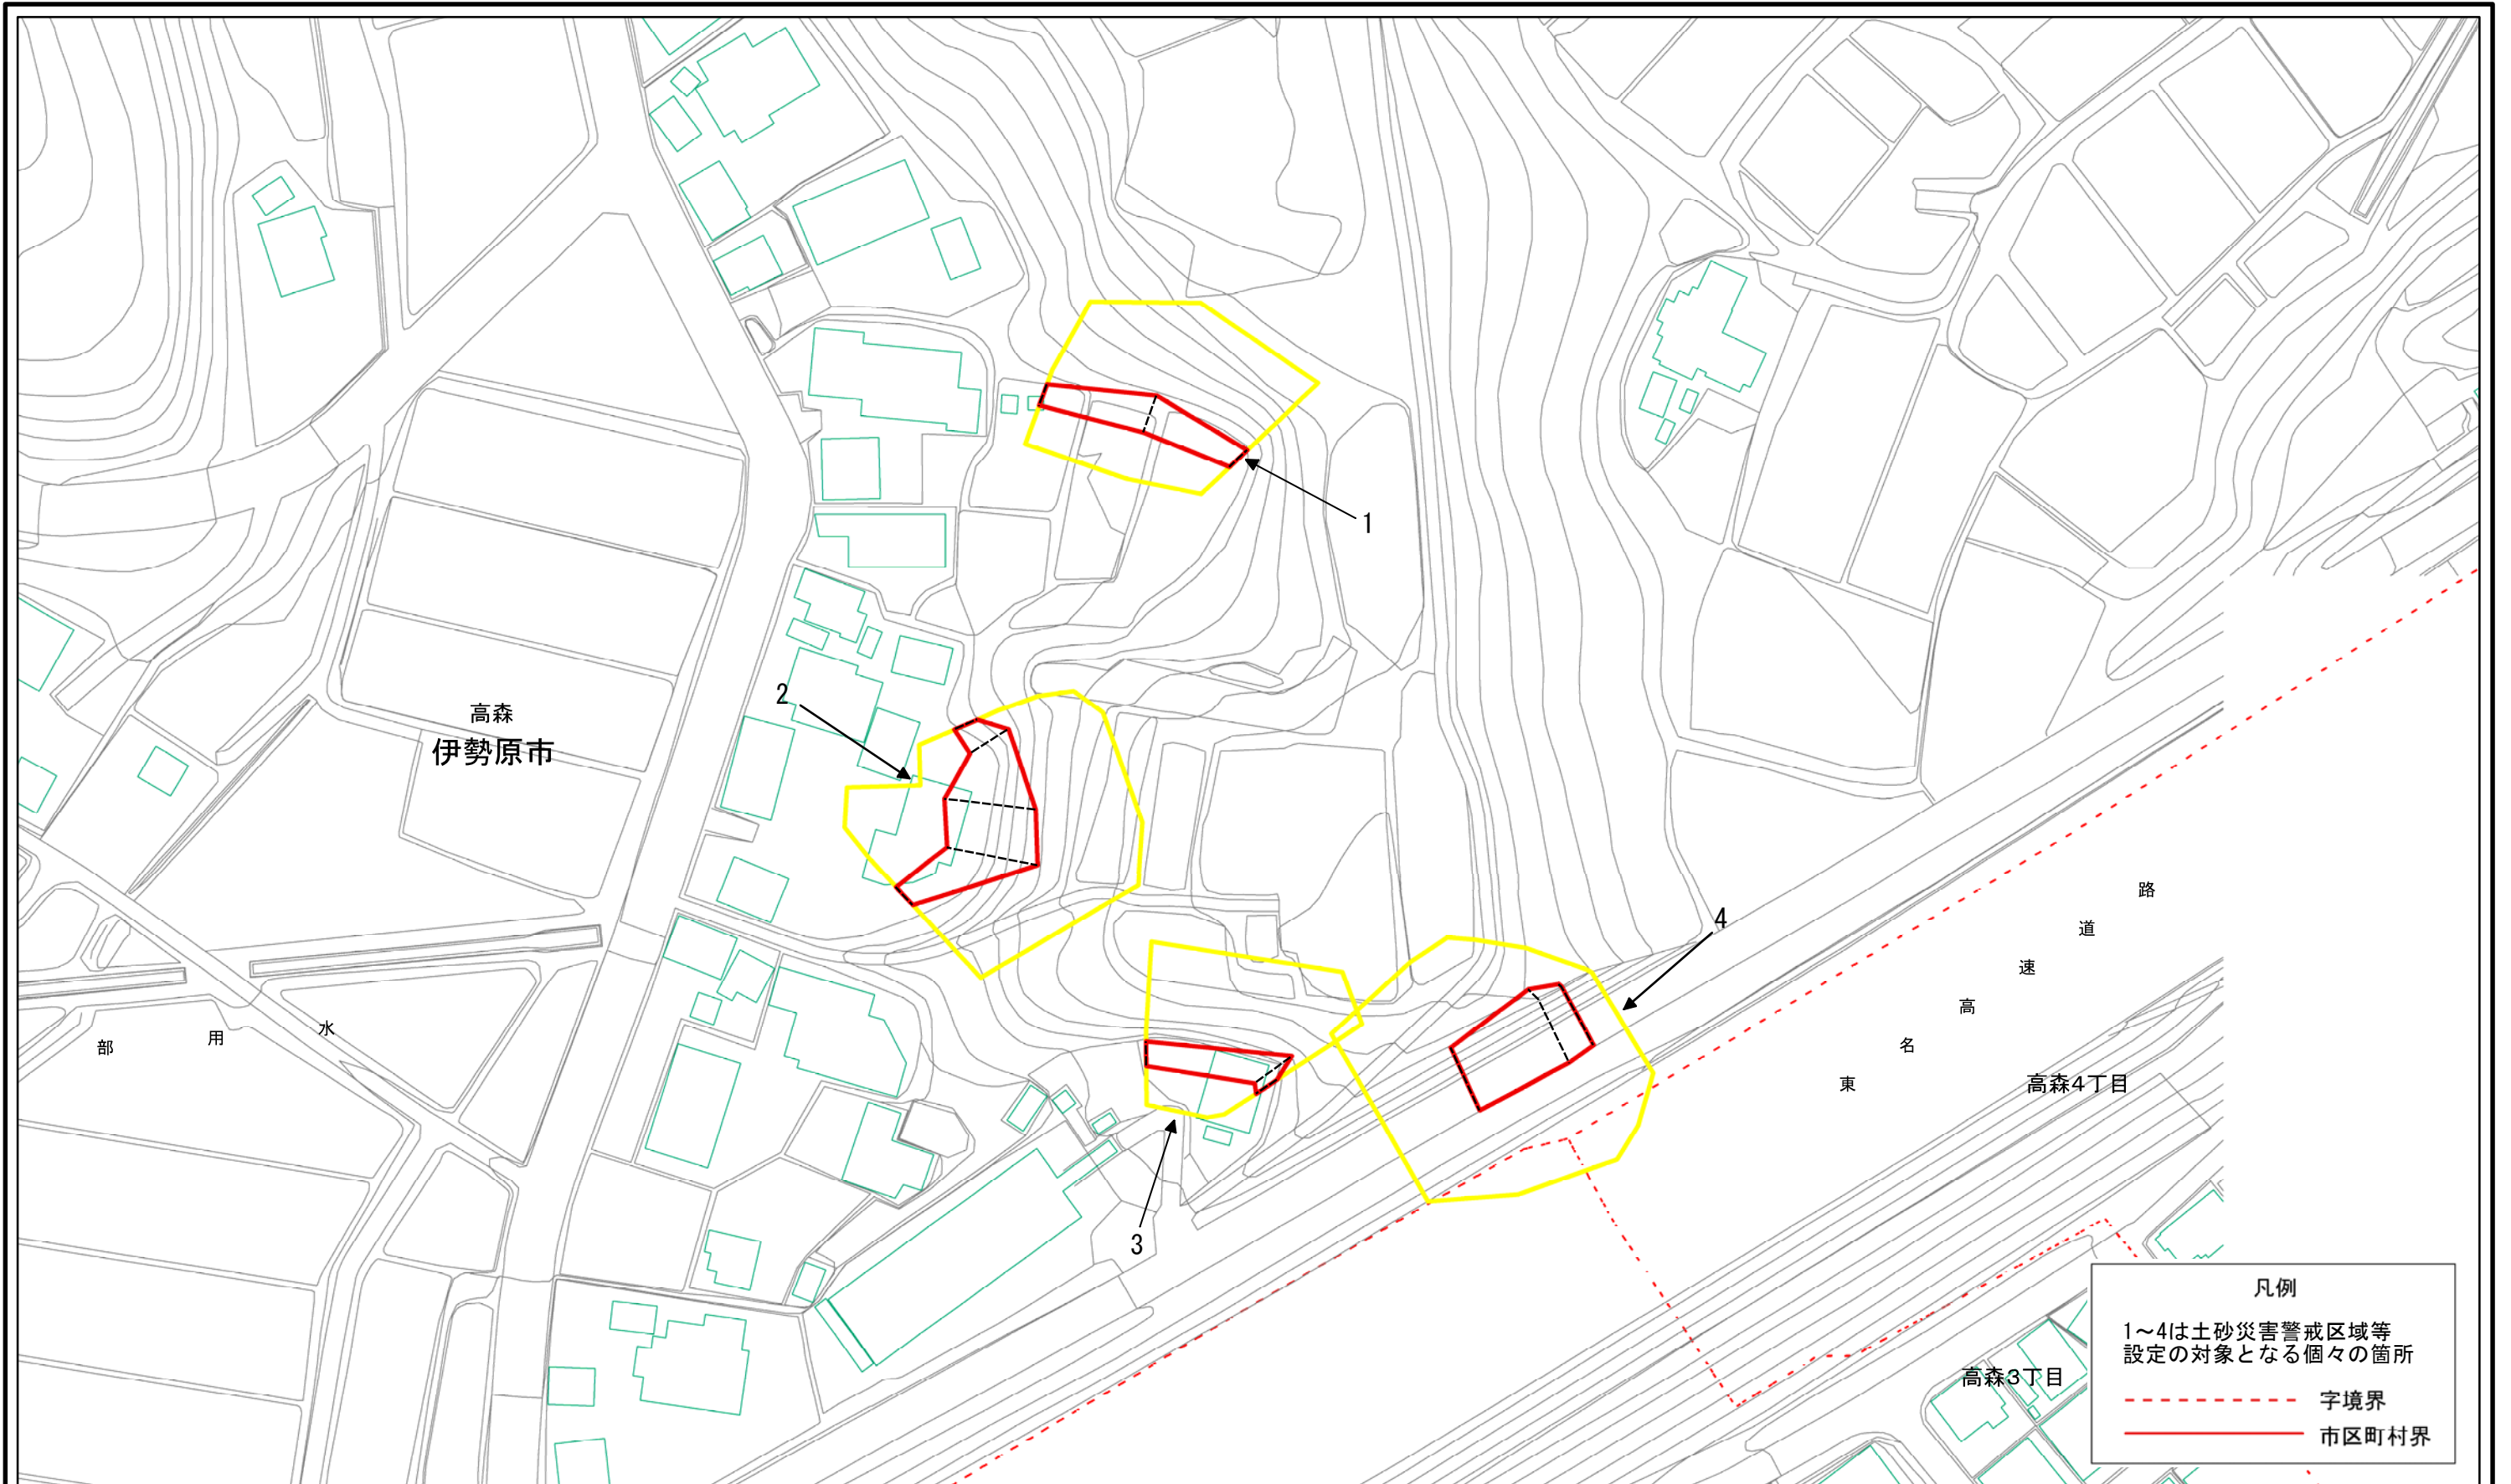 1
2
高森
伊勢原市
4
路
道
速
高
名
東
水
用
部
高森4丁目
3
高森3丁目
凡例
1~4は土砂災害警戒区域等
設定の対象となる個々の箇所
字境界
市区町村界